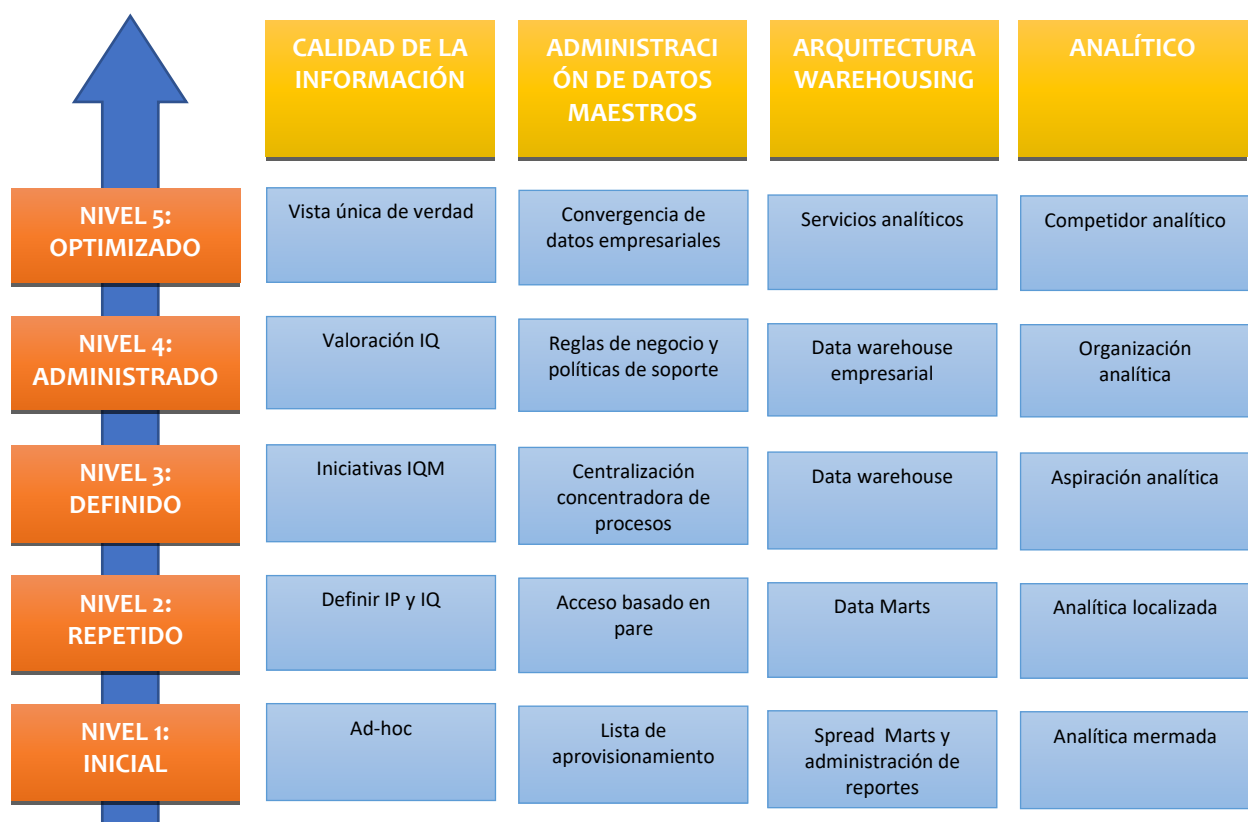 CALIDAD DE LA
INFORMACIÓN
ADMINISTRACI
ÓN DE DATOS
MAESTROS
ARQUITECTURA
WAREHOUSING
ANALÍTICO
NIVEL 5:
OPTIMIZADO
Vista única de verdad
Convergencia de
datos empresariales
Servicios analíticos
Competidor analítico
NIVEL 4:
ADMINISTRADO
Valoración IQ
Reglas de negocio y
políticas de soporte
Data warehouse
empresarial
Organización
analítica
NIVEL 3:
DEFINIDO
Iniciativas IQM
Centralización
concentradora de
procesos
Data warehouse
Aspiración analítica
NIVEL 2:
REPETIDO
Definir IP y IQ
Acceso basado en
pare
Data Marts
Analítica localizada
NIVEL 1:
INICIAL
Ad-hoc
Lista de
aprovisionamiento
Spread Marts y
administración de
reportes
Analítica mermada